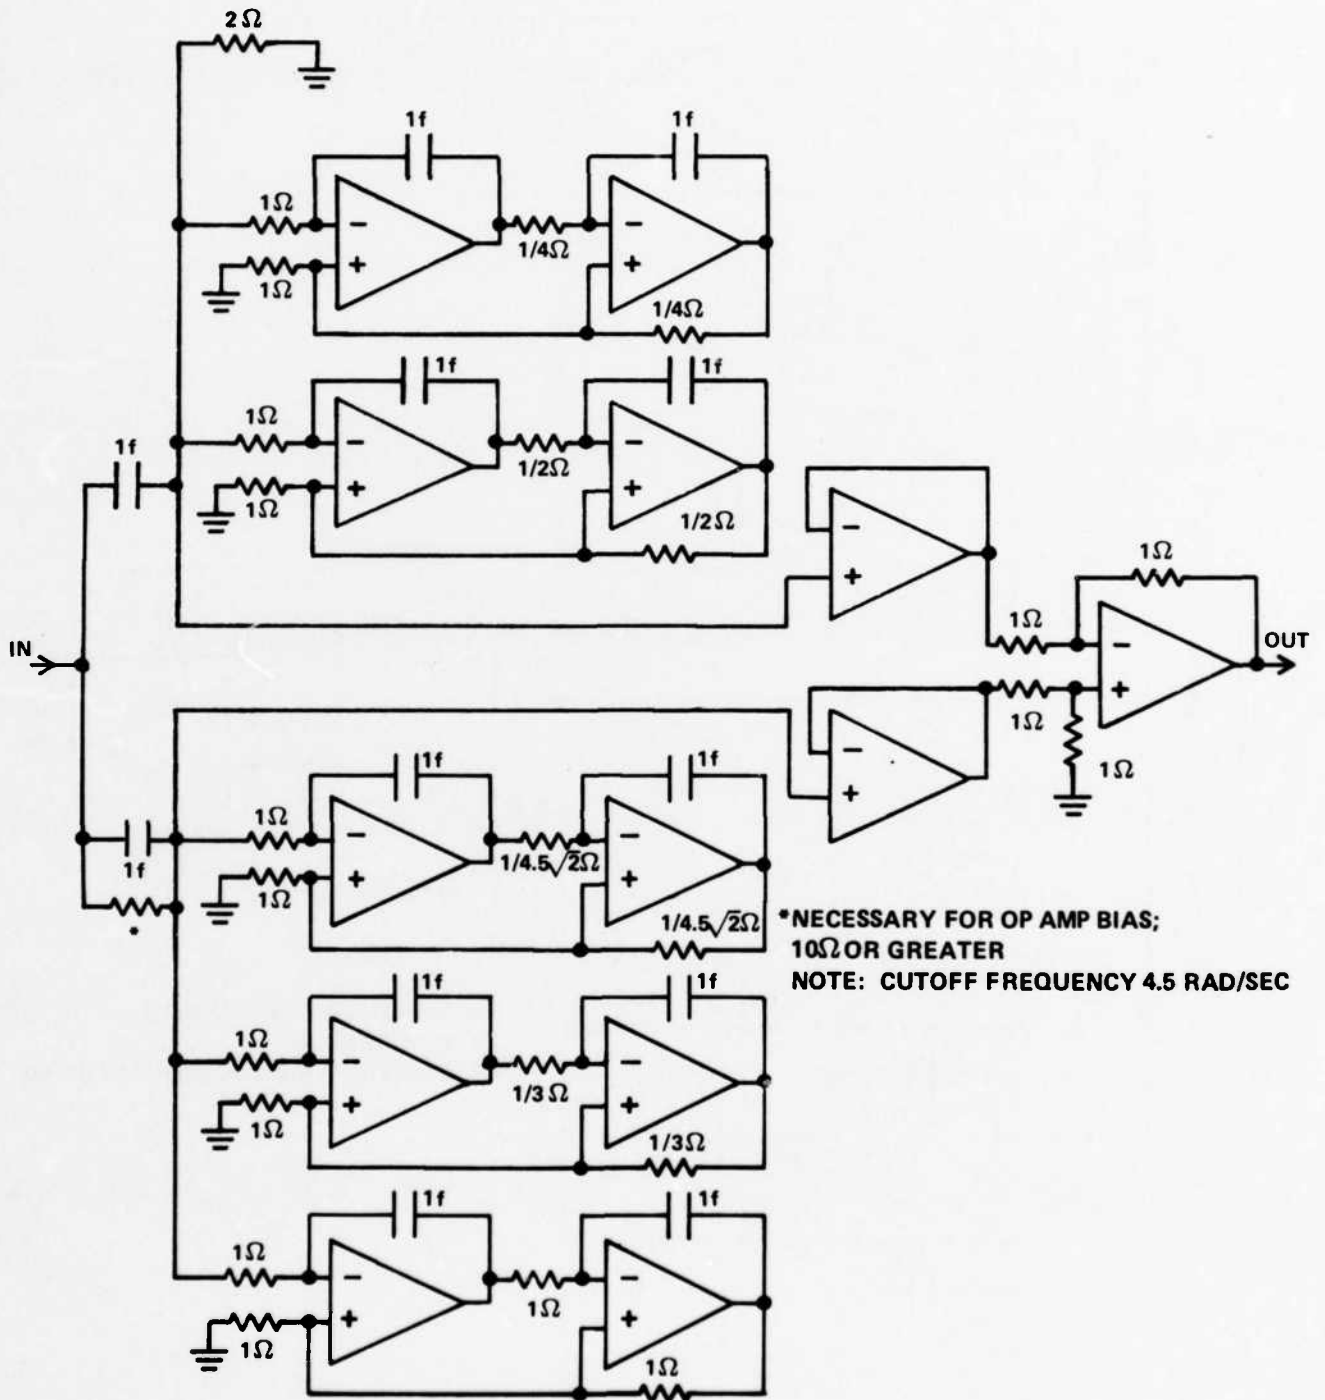 2Ω
1f
1f
1Ω
1/4Ω
1Ω
1/4Ω
1f
1f
1Ω
1f
1/2Ω
1Ω
1/2Ω
1Ω
1Ω
IN
OUT
1Ω
1Ω
1f
1f
1Ω
1f
1/4.5√2Ω
1Ω
1/4.5√2Ω
*
*NECESSARY FOR OP AMP BIAS;
10Ω OR GREATER
NOTE: CUTOFF FREQUENCY 4.5 RAD/SEC
1f
1f
1Ω
1/3Ω
1Ω
1/3Ω
1f
1f
1Ω
1Ω
1Ω
1Ω